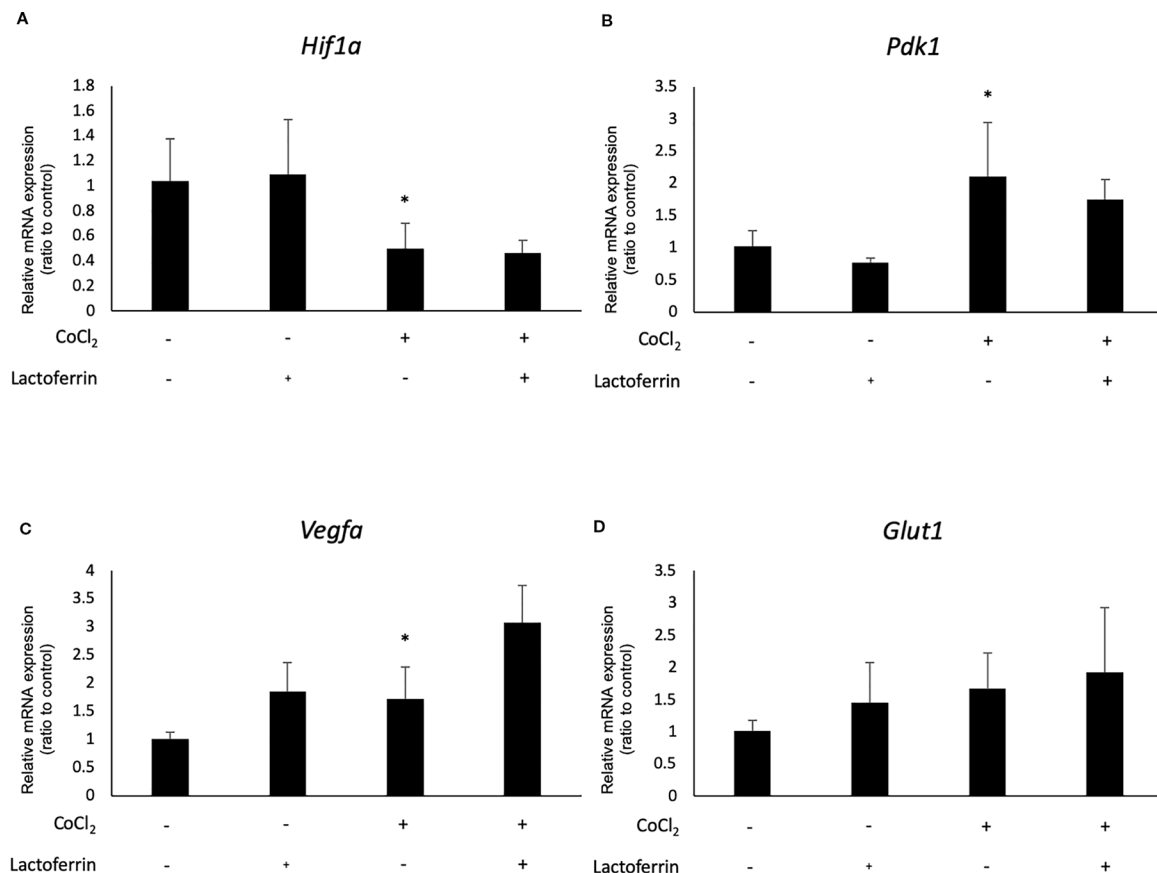 A
Hif1a
Relative mRNA expression
(ratio to control)
1.8
1.6
1.4
1.2
1
0.8
0.6
0.4
0.2
0
*
CoCl₂ - - + +
Lactoferrin - + - +
B
Pdk1
Relative mRNA expression
(ratio to control)
3.5
3
2.5
2
1.5
1
0.5
0
*
CoCl₂ - - + +
Lactoferrin - + - +
C
Vegfa
Relative mRNA expression
(ratio to control)
4
3.5
3
2.5
2
1.5
1
0.5
0
*
CoCl₂ - - + +
Lactoferrin - + - +
D
Glut1
Relative mRNA expression
(ratio to control)
3.5
3
2.5
2
1.5
1
0.5
0
CoCl₂ - - + +
Lactoferrin - + - +